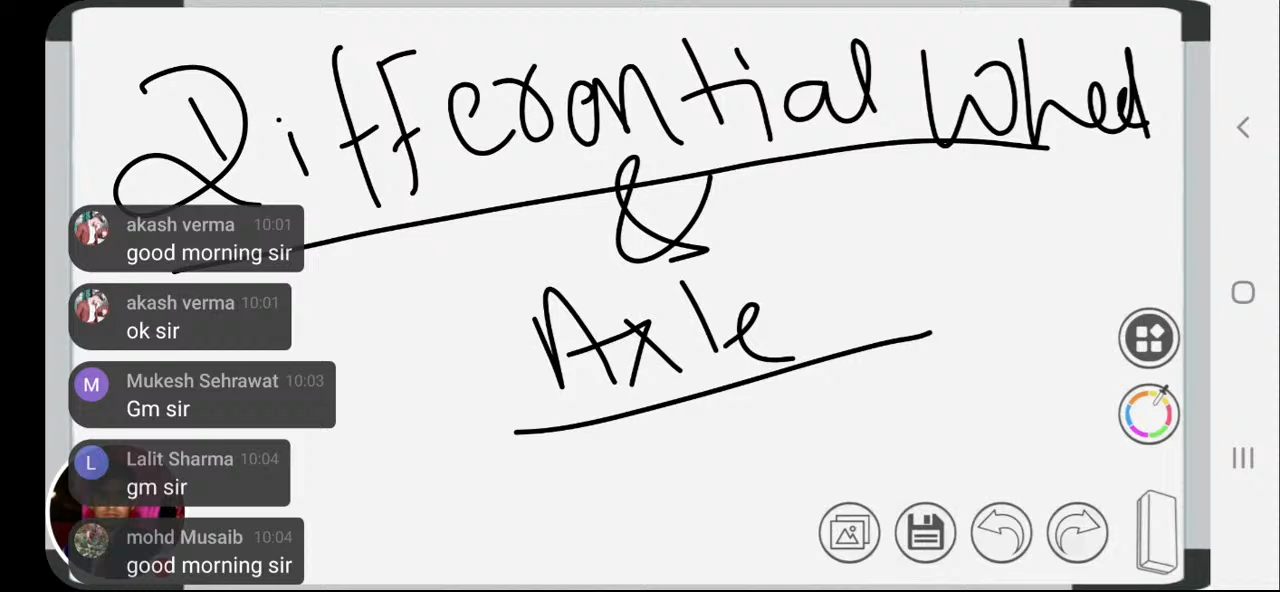 Differential Wheel
&
Axle
akash verma 10:01
good morning sir
akash verma 10:01
ok sir
M Mukesh Sehrawat 10:03
Gm sir
L Lalit Sharma 10:04
gm sir
mohd Musaib 10:04
good morning sir